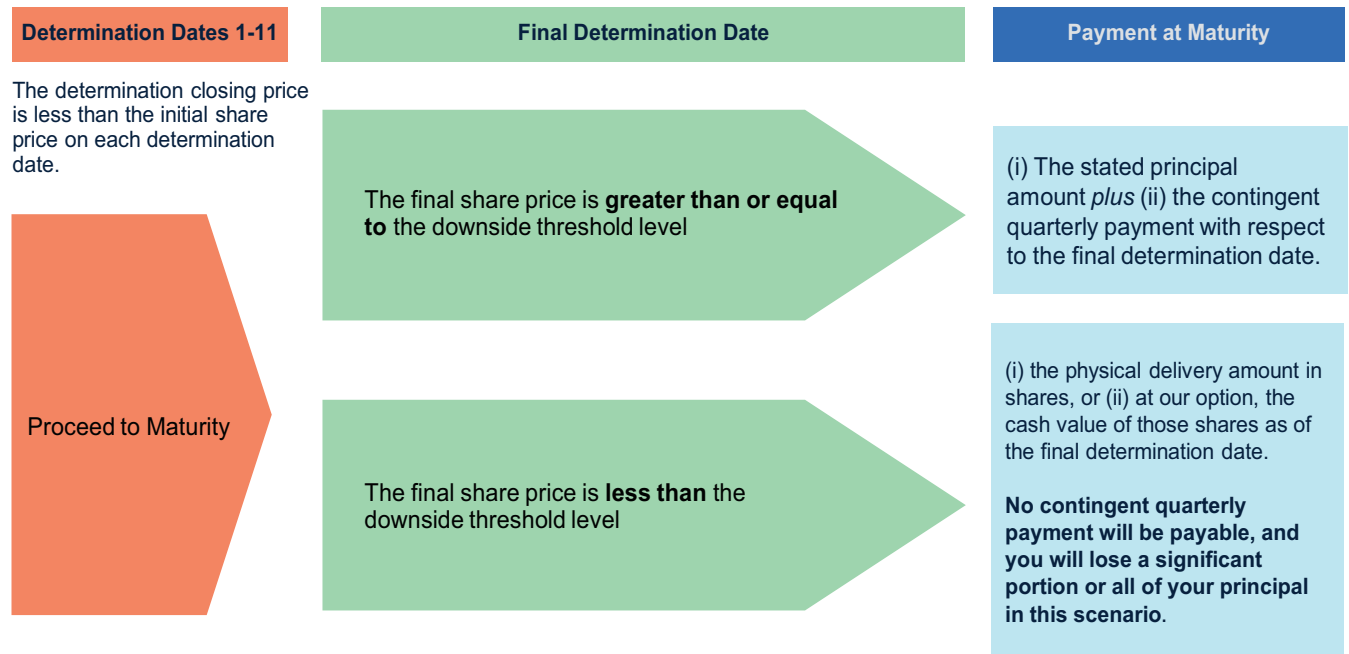 Determination Dates 1-11
Final Determination Date
Payment at Maturity
The determination closing price
is less than the initial share
price on each determination
date.
Proceed to Maturity
The final share price is greater than or equal
to the downside threshold level
(i) The stated principal
amount plus (ii) the contingent
quarterly payment with respect
to the final determination date.
The final share price is less than the
downside threshold level
(i) the physical delivery amount in
shares, or (ii) at our option, the
cash value of those shares as of
the final determination date.
No contingent quarterly
payment will be payable, and
you will lose a significant
portion or all of your principal
in this scenario.